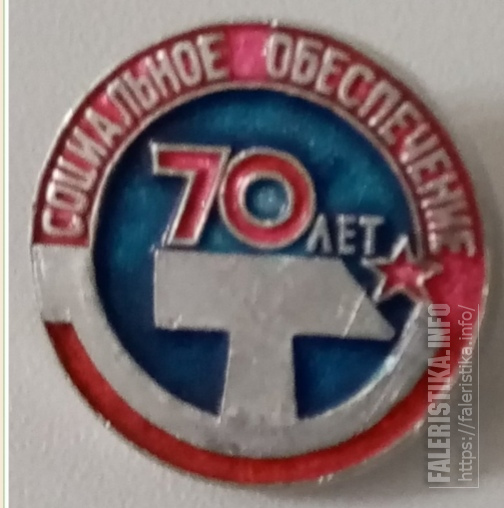 СОЦИАЛЬНОЕ ОБЕСПЕЧЕНИЕ
70 ЛЕТ
FALERISTIKA.INFO
https://faleristika.info/